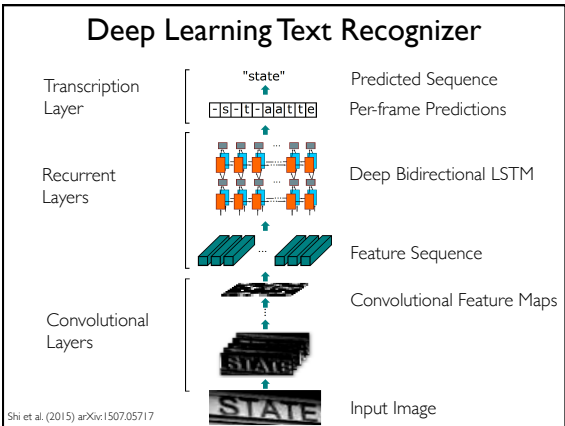 Deep Learning Text Recognizer
"state"
Predicted Sequence
Transcription
Layer
-s-t-aatte
Per-frame Predictions
...
Recurrent
Layers
Deep Bidirectional LSTM
...
...
Feature Sequence
Convolutional Feature Maps
Convolutional
Layers
STATE
STATE
Input Image
Shi et al. (2015) arXiv:1507.05717